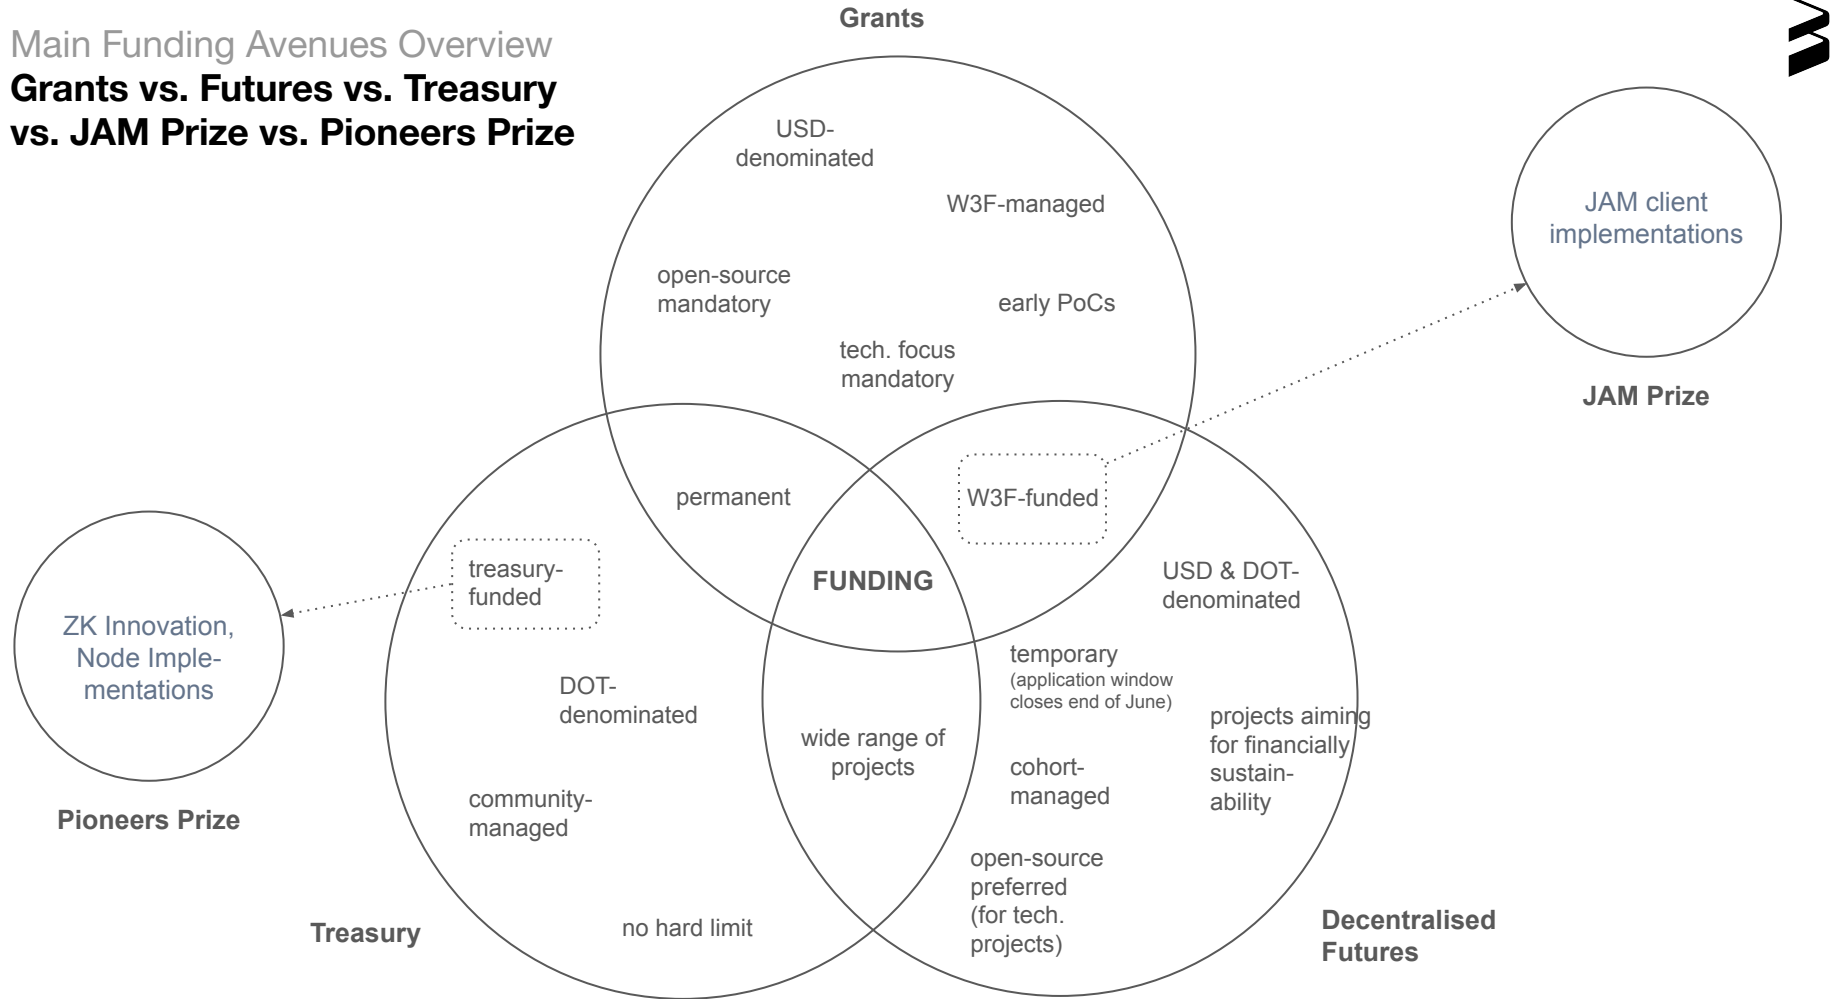 Main Funding Avenues Overview
Grants vs. Futures vs. Treasury
vs. JAM Prize vs. Pioneers Prize
Grants
USD-
denominated
W3F-managed
open-source
mandatory
early PoCs
tech. focus
mandatory
JAM client
implementations
JAM Prize
permanent
W3F-funded
FUNDING
treasury-
funded
ZK Innovation,
Node Imple-
mentations
Pioneers Prize
USD & DOT-
denominated
temporary
(application window
closes end of June)
DOT-
denominated
projects aiming
for financially
sustain-
ability
wide range of
projects
cohort-
managed
community-
managed
open-source
preferred
(for tech.
projects)
no hard limit
Treasury
Decentralised
Futures